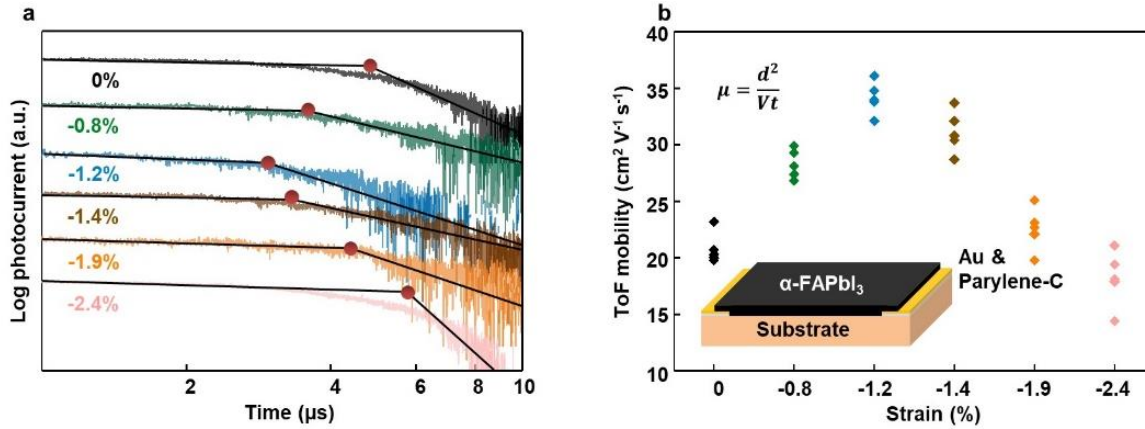 a
0%
-0.8%
-1.2%
-1.4%
-1.9%
-2.4%
Log photocurrent (a.u.)
2
4
6
8
10
Time (μs)
b
40
35
30
25
20
15
10
ToF mobility (cm² V⁻¹ s⁻¹)
μ = d²/Vt
α-FAPbI₃
Substrate
Au &
Parylene-C
0
-0.8
-1.2
-1.4
-1.9
-2.4
Strain (%)